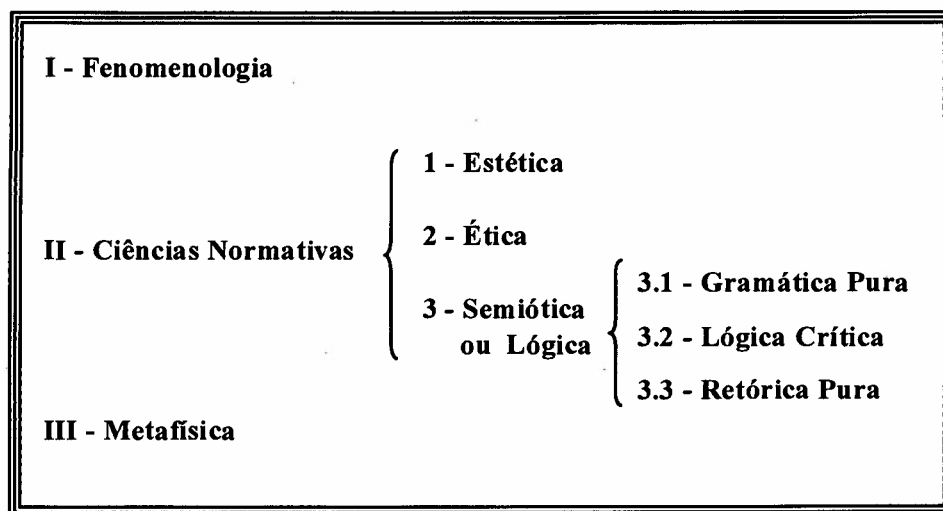 I - Fenomenologia
1 - Estética
II - Ciências Normativas
2 - Ética
3 - Semiótica
ou Lógica
3.1 - Gramática Pura
3.2 - Lógica Crítica
3.3 - Retórica Pura
III - Metafísica